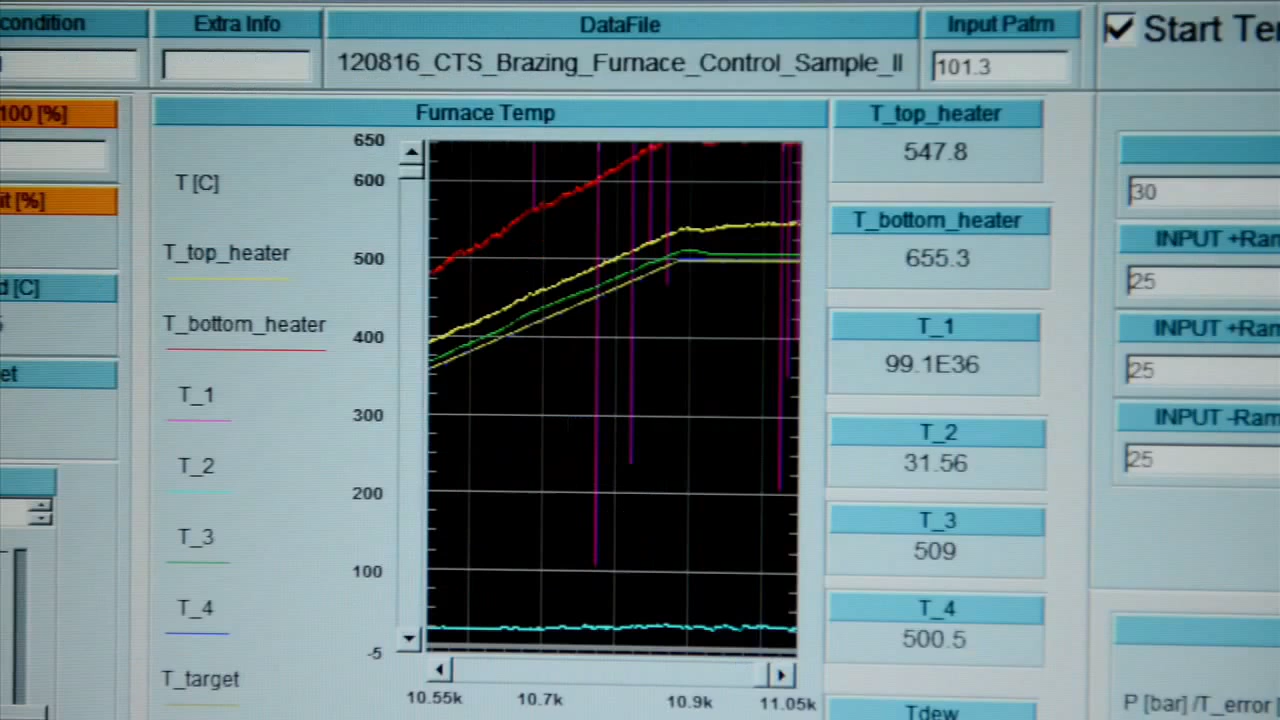 condition
Extra Info
DataFile
Input Patm
Start Te
120816_CTS_Brazing_Furnace_Control_Sample_II
101.3
100 [%]
Furnace Temp
T_top_heater
547.8
650
T [C]
600
30
it [%]
T_bottom_heater
INPUT +Ram
T_top_heater
500
655.3
d [C]
25
T_bottom_heater
400
T_1
INPUT +Ram
99.1E36
25
et
T_1
300
T_2
INPUT -Ram
31.56
25
T_2
200
T_3
T_3
509
100
T_4
T_4
500.5
-5
T_target
10.55k
10.7k
10.9k
11.05k
Tdew
P [bar] /T_error